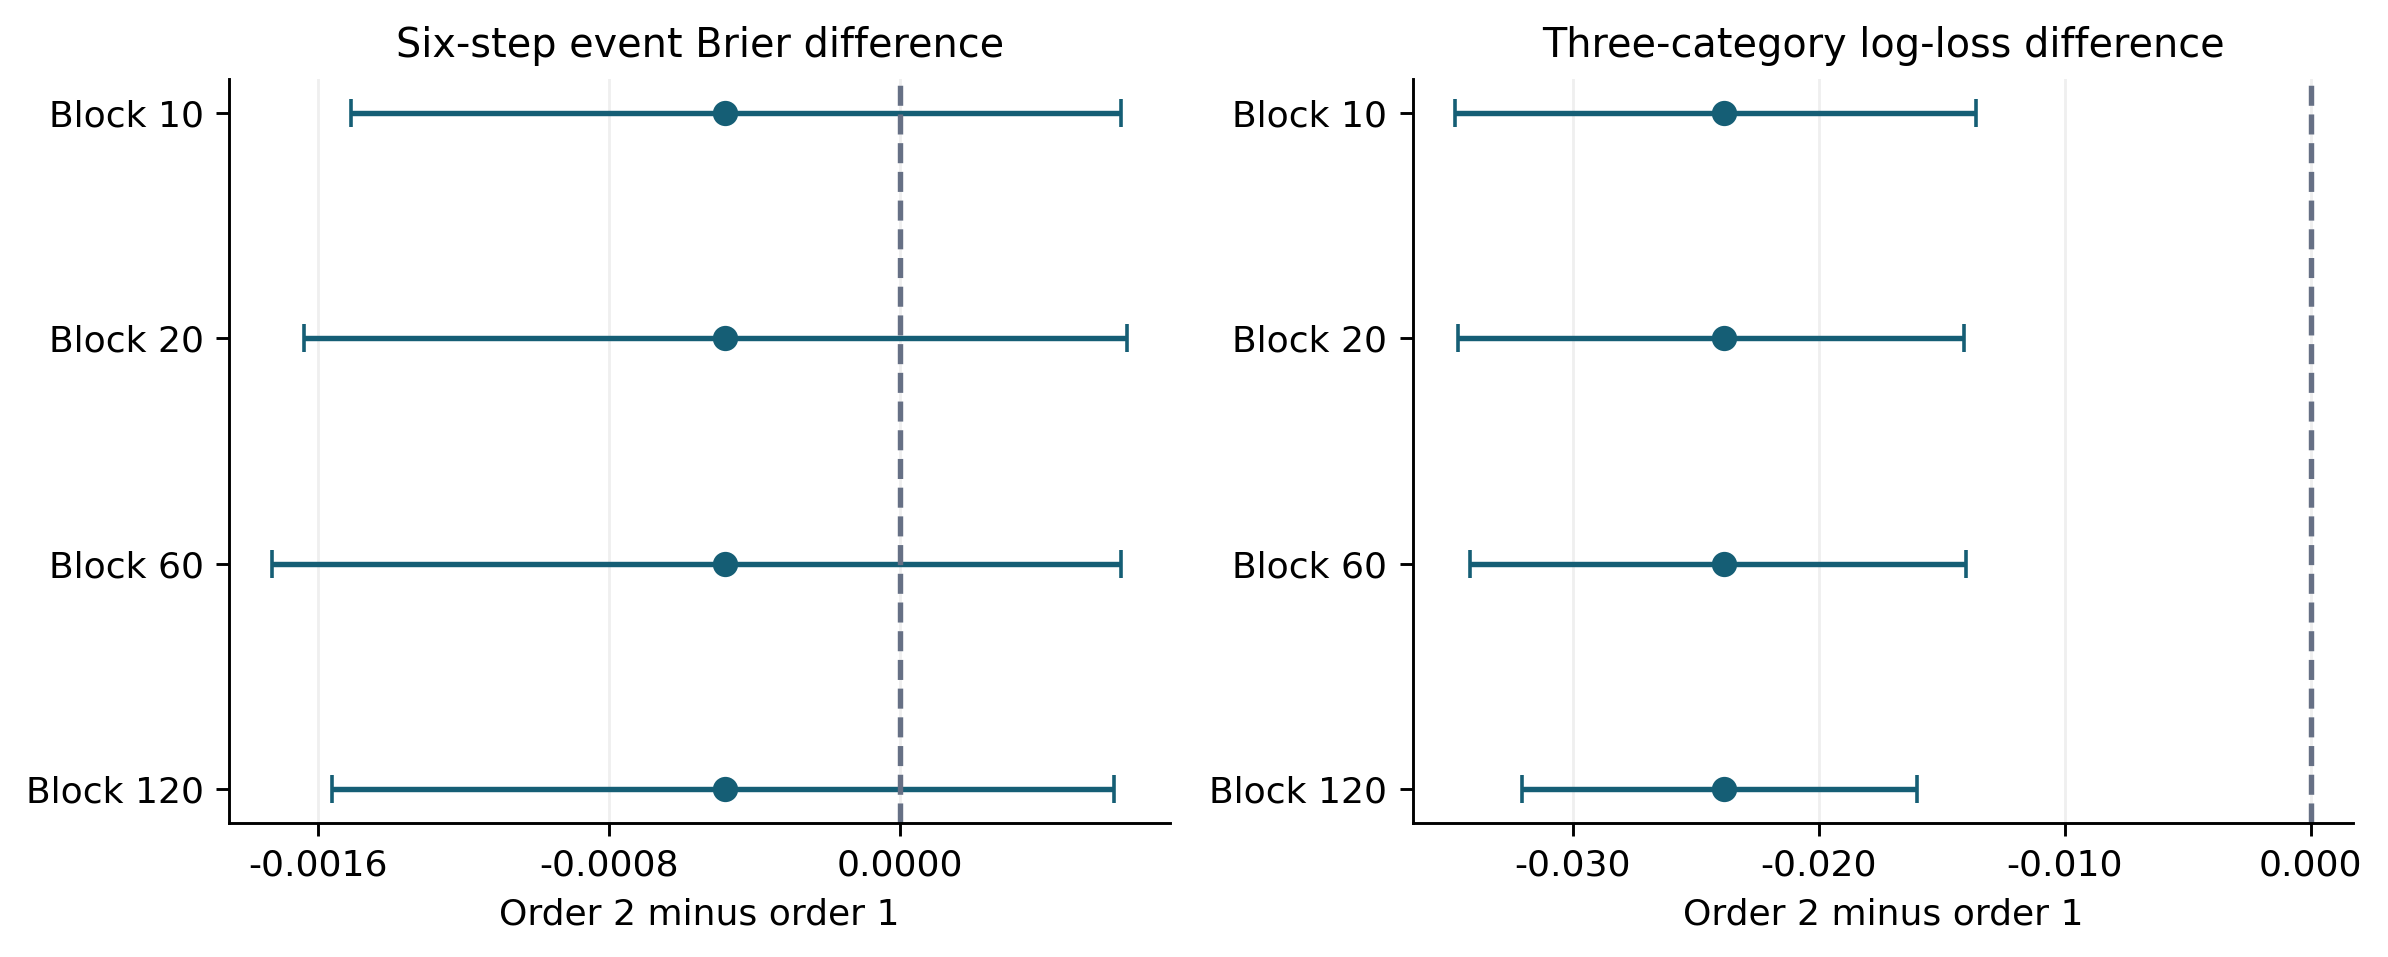 Six-step event Brier difference
Block 10
Block 20
Block 60
Block 120
-0.0016 -0.0008 0.0000
Order 2 minus order 1
Three-category log-loss difference
Block 10
Block 20
Block 60
Block 120
-0.030 -0.020 -0.010 0.000
Order 2 minus order 1